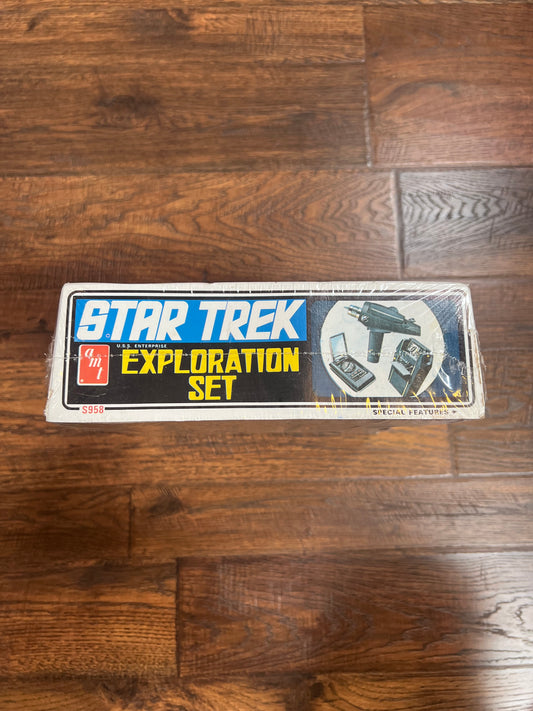 STAR TREK
U.S.S. ENTERPRISE
amt
EXPLORATION
SET
S958
SPECIAL FEATURES